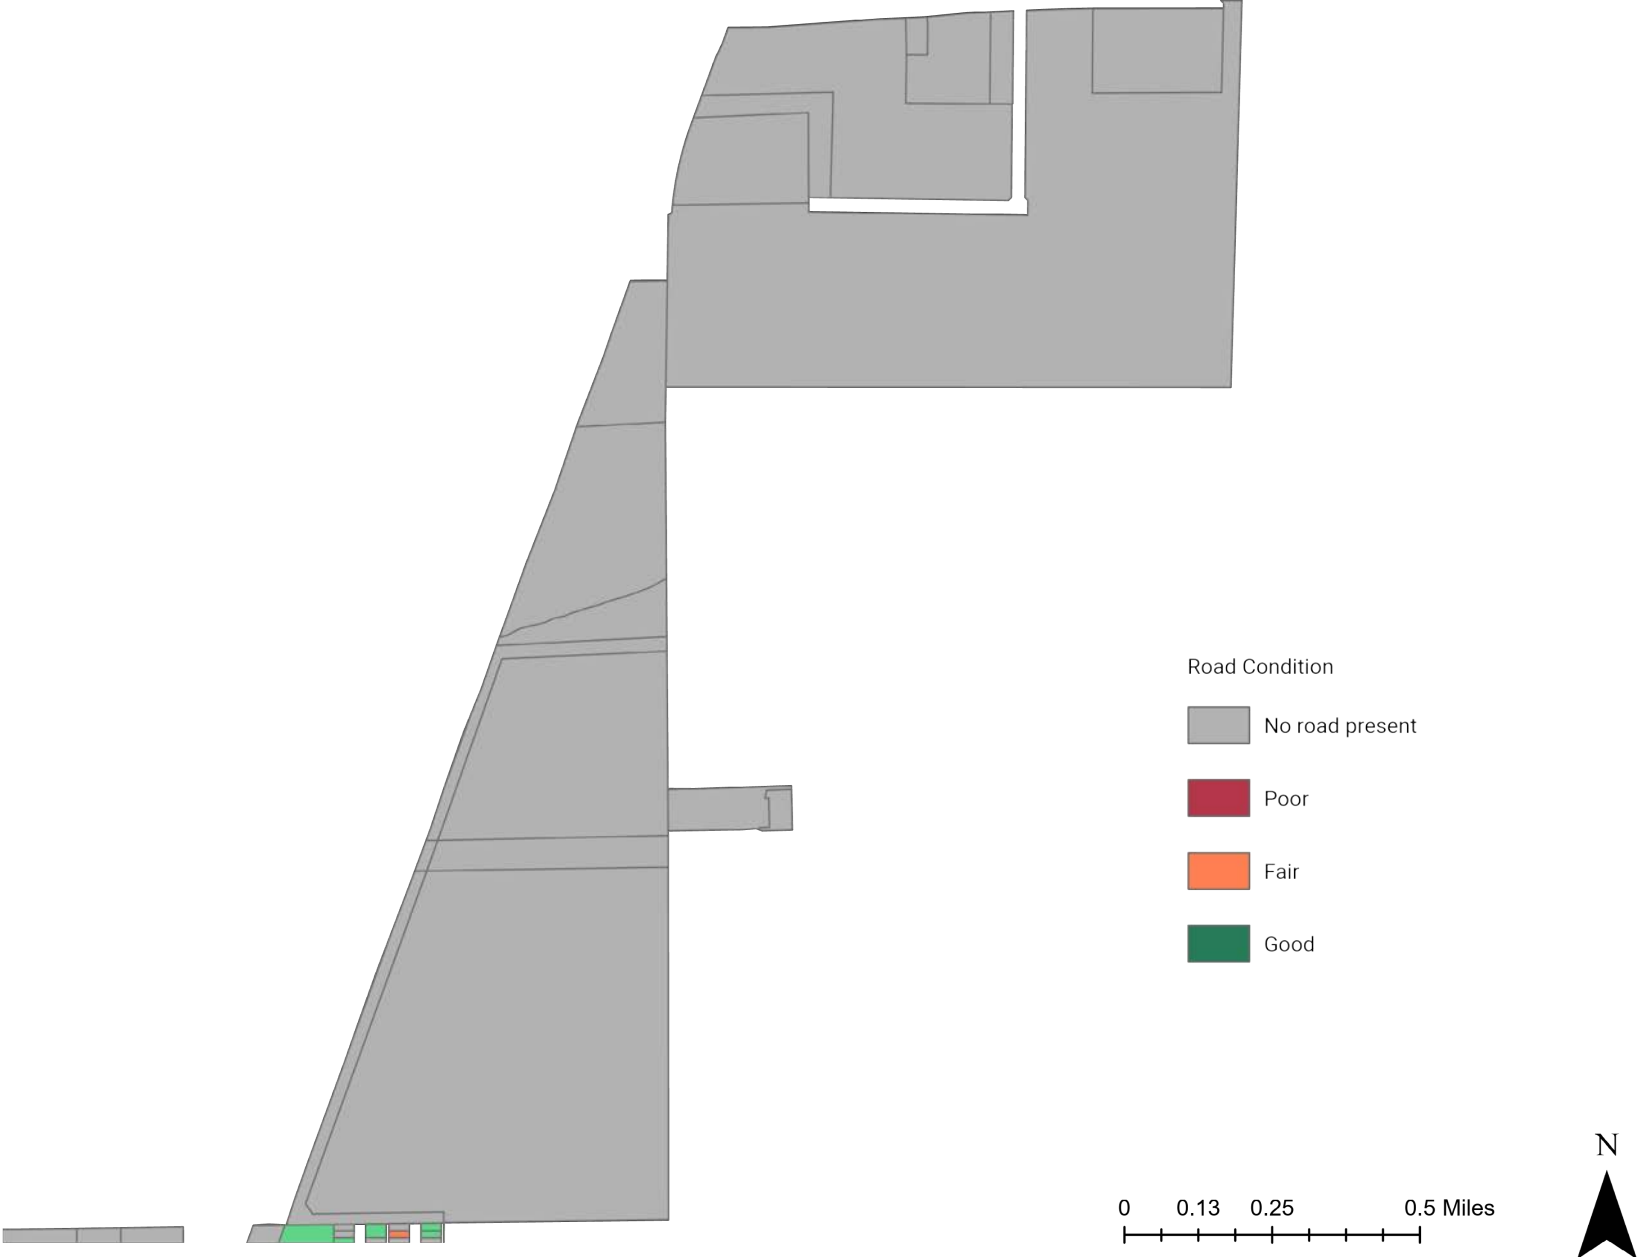 Road Condition
No road present
Poor
Fair
Good
N
0 0.13 0.25 0.5 Miles